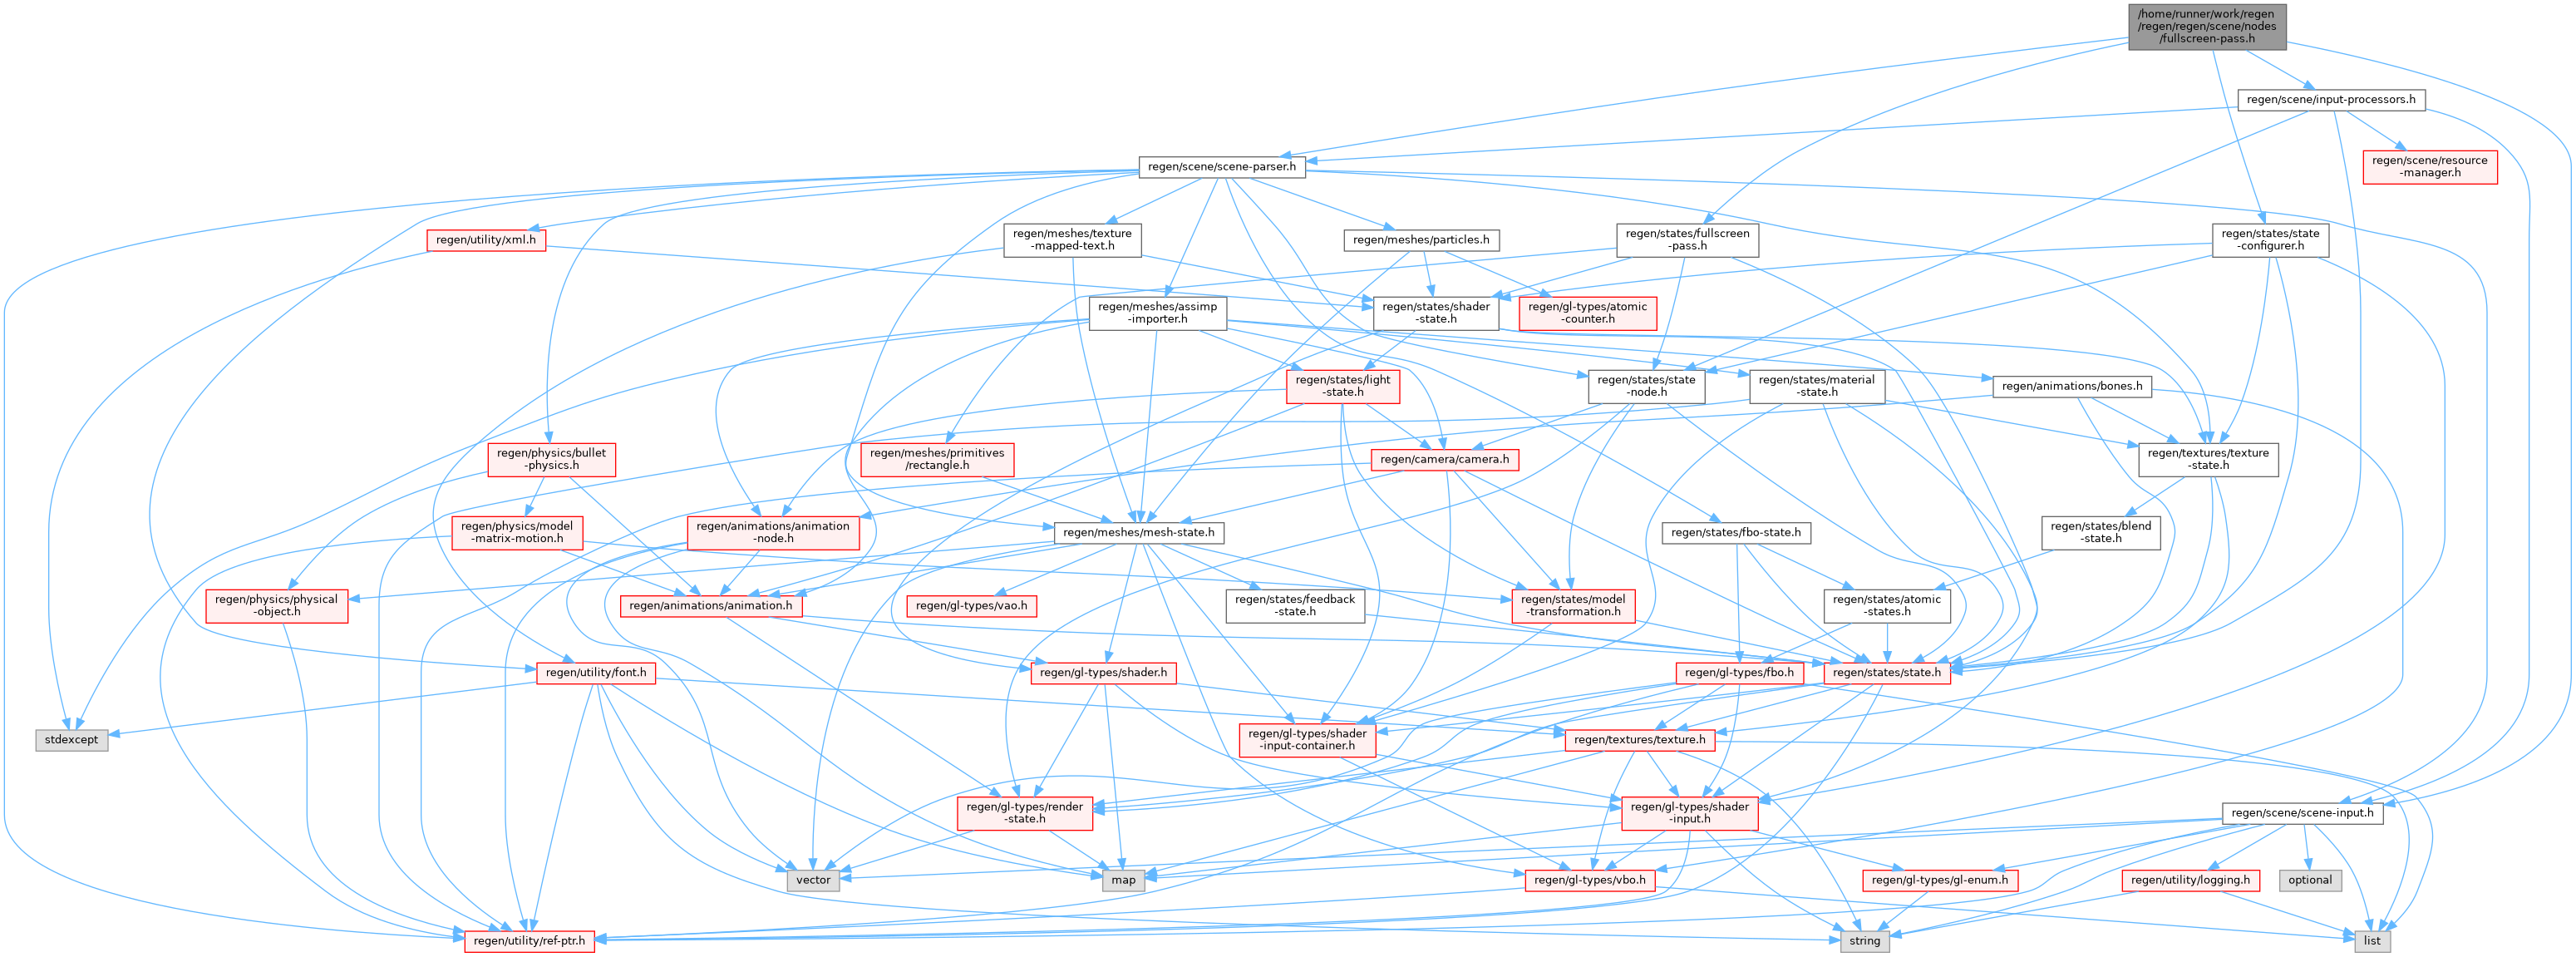 /home/runner/work/regen
/regen/regen/scene/nodes
/fullscreen-pass.h
regen/scene/input-processors.h
regen/scene/scene-parser.h
regen/scene/resource
-manager.h
regen/utility/xml.h
regen/meshes/texture
-mapped-text.h
regen/meshes/particles.h
regen/states/fullscreen
-pass.h
regen/states/state
-configurer.h
regen/meshes/assimp
-importer.h
regen/states/shader
-state.h
regen/gl-types/atomic
-counter.h
regen/states/light
-state.h
regen/states/state
-node.h
regen/states/material
-state.h
regen/animations/bones.h
regen/physics/bullet
-physics.h
regen/meshes/primitives
/rectangle.h
regen/camera/camera.h
regen/textures/texture
-state.h
regen/physics/model
-matrix-motion.h
regen/animations/animation
-node.h
regen/meshes/mesh-state.h
regen/states/fbo-state.h
regen/states/blend
-state.h
regen/physics/physical
-object.h
regen/animations/animation.h
regen/gl-types/vao.h
regen/states/feedback
-state.h
regen/states/model
-transformation.h
regen/states/atomic
-states.h
regen/utility/font.h
regen/gl-types/shader.h
regen/gl-types/fbo.h
regen/states/state.h
stdexcept
regen/gl-types/shader
-input-container.h
regen/textures/texture.h
regen/gl-types/render
-state.h
regen/gl-types/shader
-input.h
regen/scene/scene-input.h
vector
map
regen/gl-types/vbo.h
regen/gl-types/gl-enum.h
regen/utility/logging.h
optional
regen/utility/ref-ptr.h
string
list